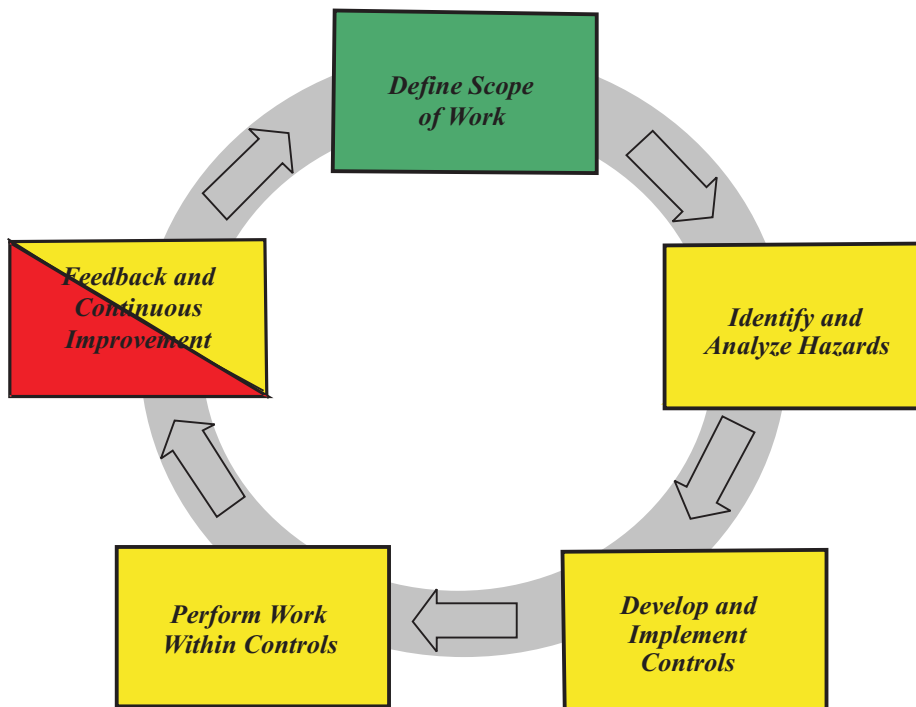 Define Scope
of Work
Identify and
Analyze Hazards
Develop and
Implement
Controls
Perform Work
Within Controls
Feedback and
Continuous
Improvement